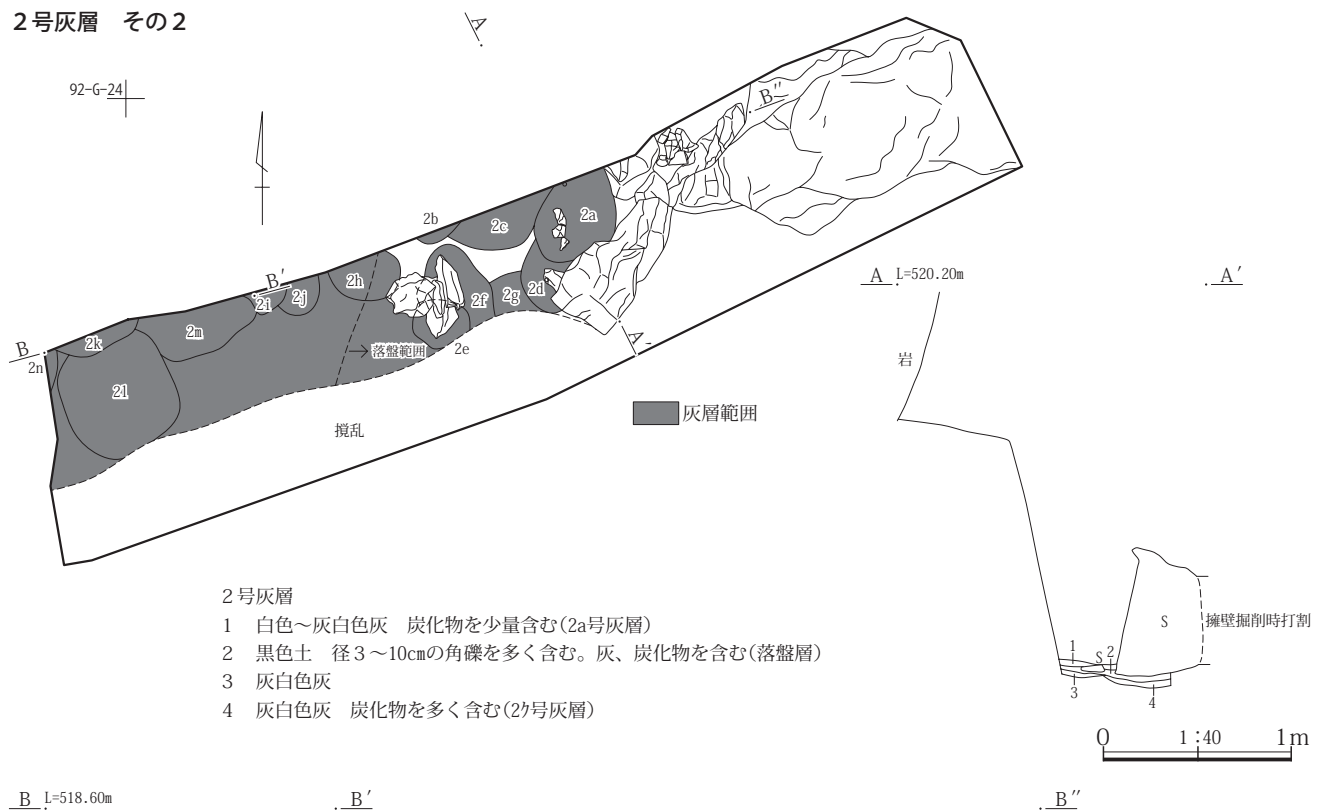 ２号灰層　その２
A
92-G-24
B″
2b
2c
2a
A L=520.20m
A′
B′
2h
2i
2j
2f
2g
2d
岩
B
2k
2m
A′
2n
→ 落盤範囲
2e
2l
灰層範囲
撹乱
S
擁壁掘削時打割
２号灰層
1　白色～灰白色灰　炭化物を少量含む(2a号灰層)
2　黒色土　径３～10㎝の角礫を多く含む。灰、炭化物を含む(落盤層)
3　灰白色灰
4　灰白色灰　炭化物を多く含む(2ｸ号灰層)
1
S
2
3
4
0　1：40　1m
B L=518.60m
B′
B″